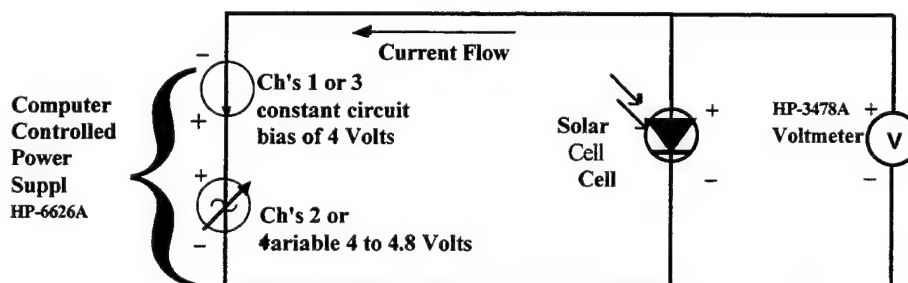 Computer
Controlled
Power
Suppl
HP-6626A
−
Ch's 1 or 3
constant circuit
bias of 4 Volts
+
+
Ch's 2 or
4ariable 4 to 4.8 Volts
−
Current Flow
Solar
Cell
Cell
+
−
HP-3478A
Voltmeter
+
V
−